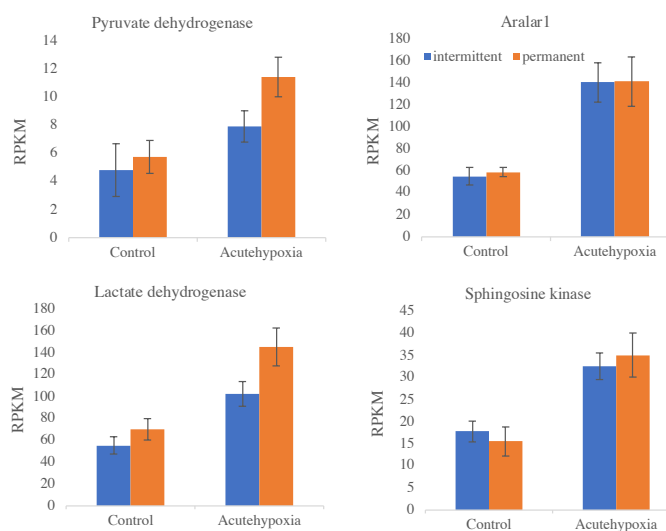 Pyruvate dehydrogenase
14
12
10
8
6
4
2
0
RPKM
Control
Acutehypoxia
Aralar1
intermittent
permanent
180
160
140
120
100
80
60
40
20
0
RPKM
Control
Acutehypoxia
Lactate dehydrogenase
180
160
140
120
100
80
60
40
20
0
RPKM
Control
Acutehypoxia
Sphingosine kinase
45
40
35
30
25
20
15
10
5
0
RPKM
Control
Acutehypoxia